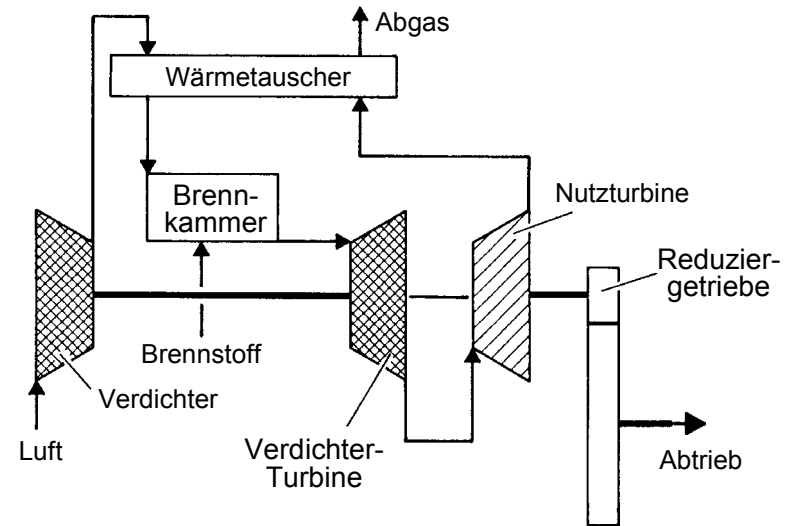 Abgas
Wärmetauscher
Brenn-
kammer
Nutzturbine
Reduzier-
getriebe
Brennstoff
Verdichter
Luft
Verdichter-
Turbine
Abtrieb